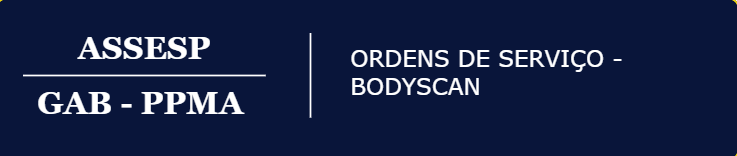 ASSESP
GAB - PPMA
ORDENS DE SERVIÇO -
BODYSCAN